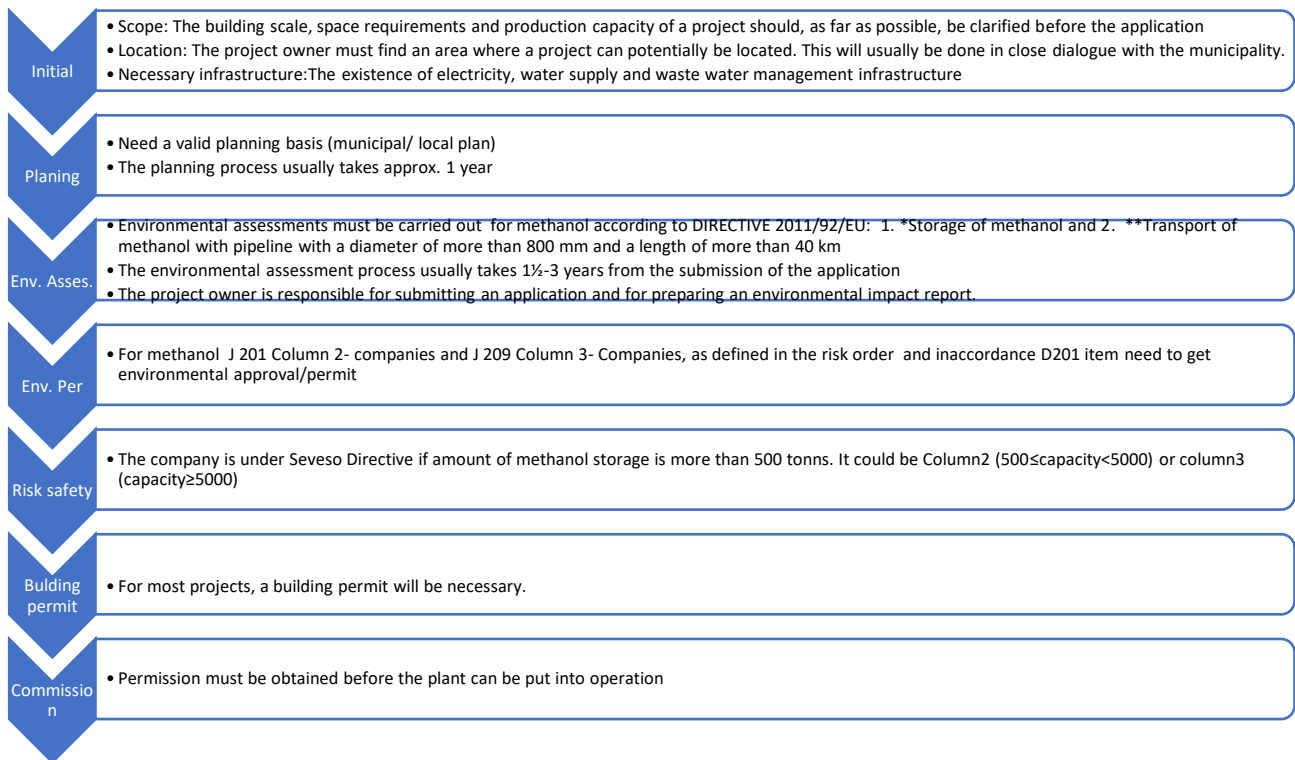 Initial
• Scope: The building scale, space requirements and production capacity of a project should, as far as possible, be clarified before the application
• Location: The project owner must find an area where a project can potentially be located. This will usually be done in close dialogue with the municipality.
• Necessary infrastructure:The existence of electricity, water supply and waste water management infrastructure
Planing
• Need a valid planning basis (municipal/ local plan)
• The planning process usually takes approx. 1 year
Env. Asses.
• Environmental assessments must be carried out for methanol according to DIRECTIVE 2011/92/EU: 1. *Storage of methanol and 2. **Transport of
methanol with pipeline with a diameter of more than 800 mm and a length of more than 40 km
• The environmental assessment process usually takes 1½-3 years from the submission of the application
• The project owner is responsible for submitting an application and for preparing an environmental impact report.
Env. Per
• For methanol J 201 Column 2- companies and J 209 Column 3- Companies, as defined in the risk order and inaccordance D201 item need to get
environmental approval/permit
Risk safety
• The company is under Seveso Directive if amount of methanol storage is more than 500 tonns. It could be Column2 (500≤capacity<5000) or column3
(capacity≥5000)
Bulding
permit
• For most projects, a building permit will be necessary.
Commissio
n
• Permission must be obtained before the plant can be put into operation